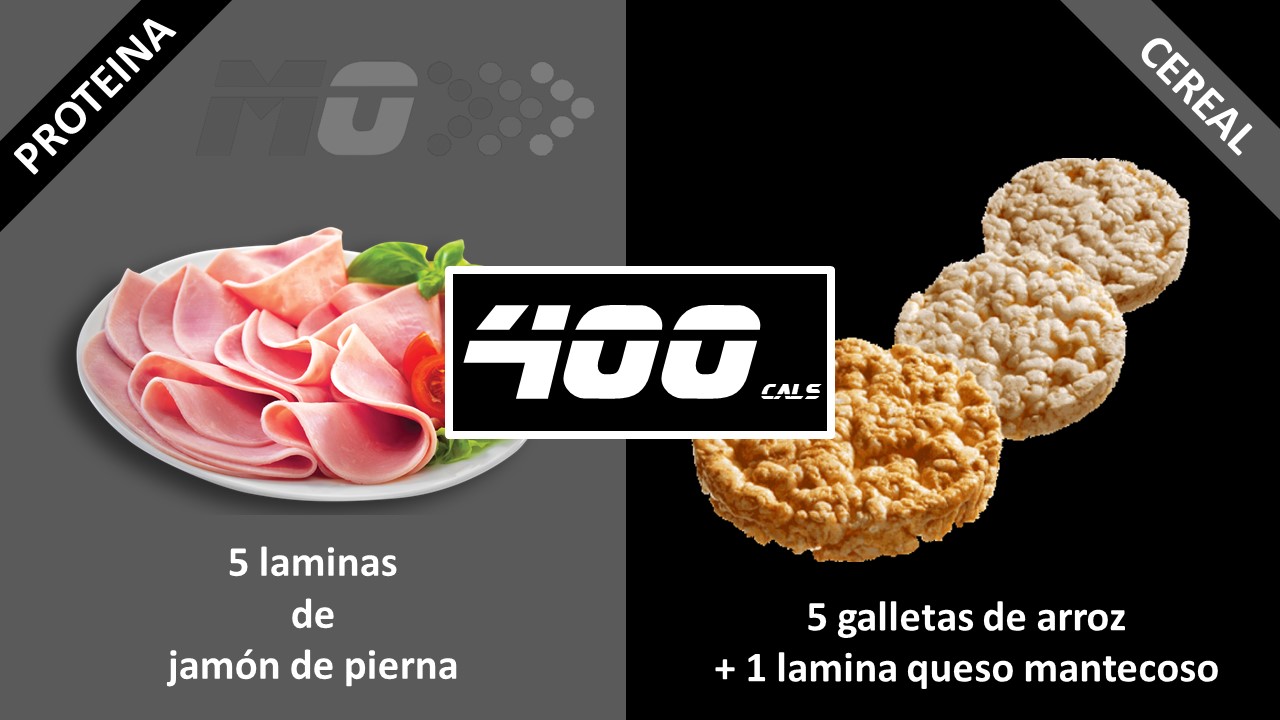 PROTEINA
MO
CEREAL
400
CALS
5 laminas
de
jamón de pierna
5 galletas de arroz
+ 1 lamina queso mantecoso